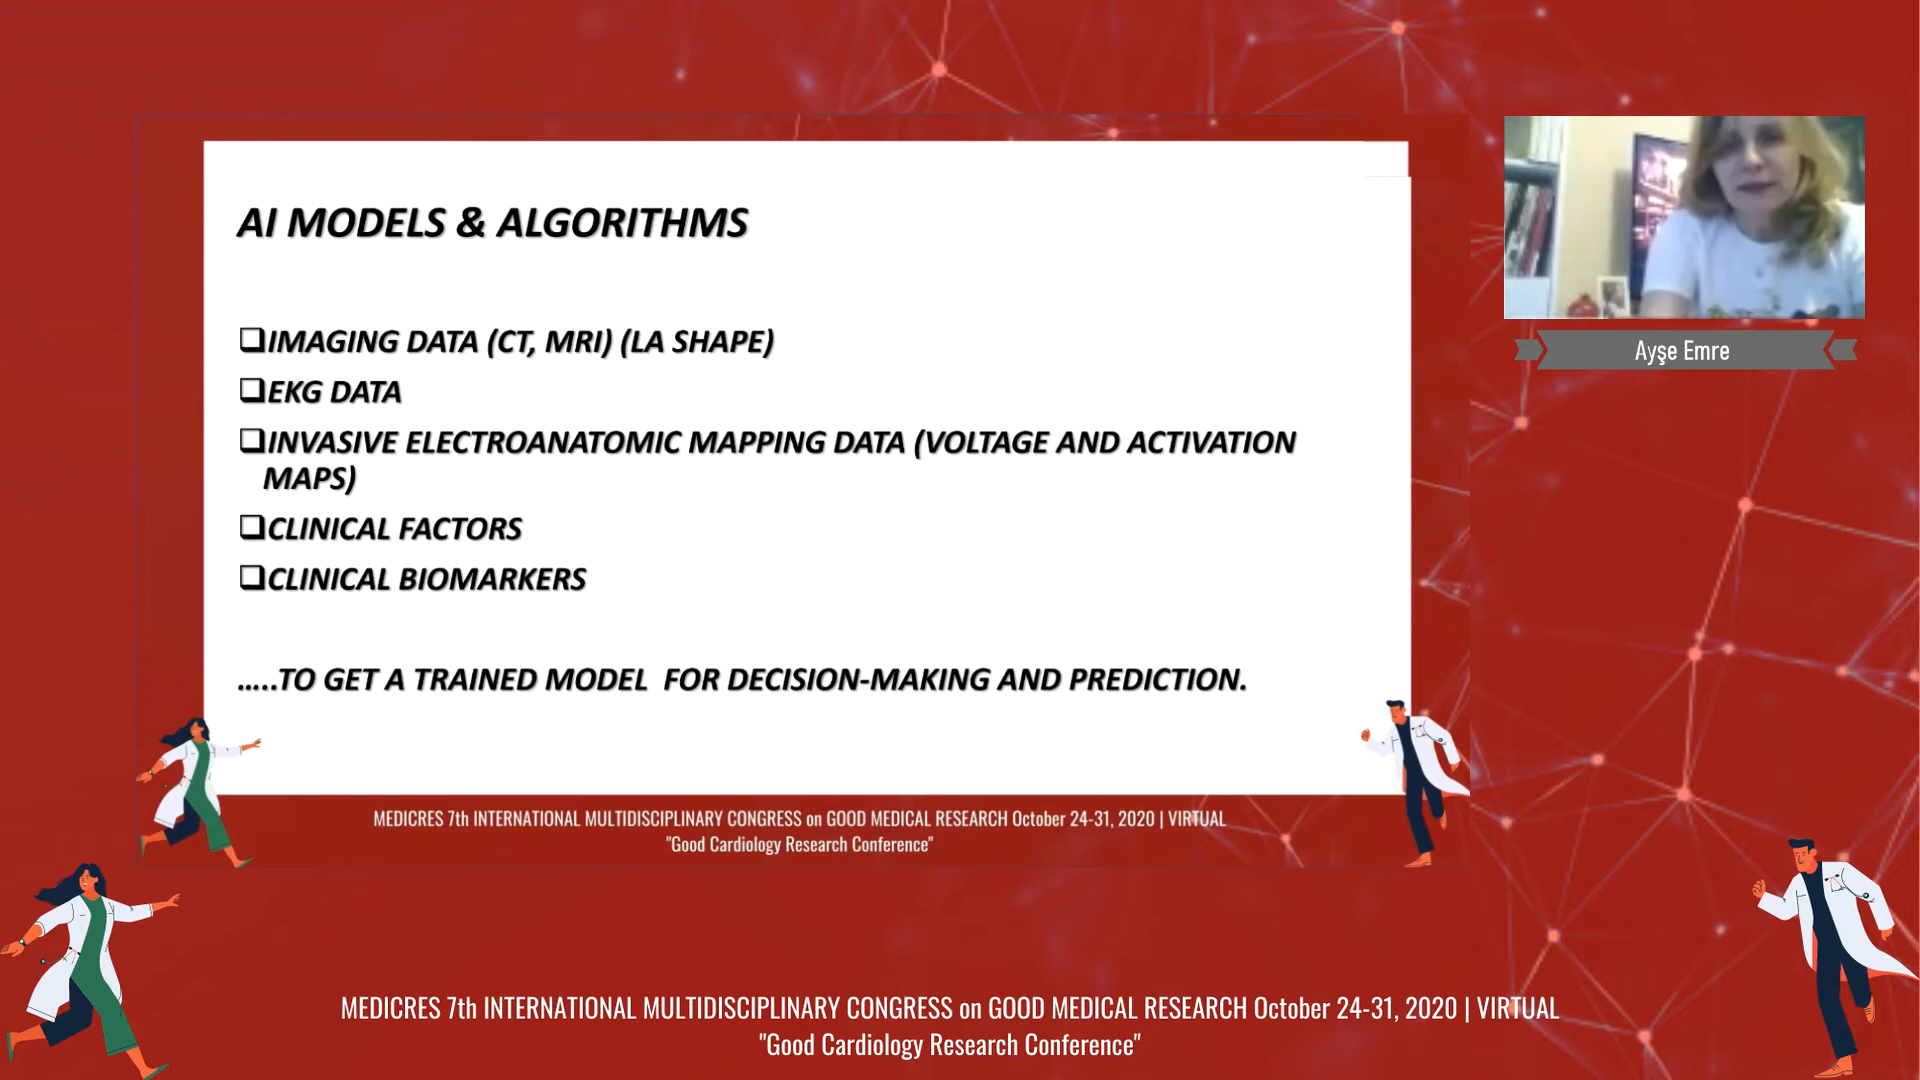 AI MODELS & ALGORITHMS
IMAGING DATA (CT, MRI) (LA SHAPE)
EKG DATA
INVASIVE ELECTROANATOMIC MAPPING DATA (VOLTAGE AND ACTIVATION
MAPS)
CLINICAL FACTORS
CLINICAL BIOMARKERS
.....TO GET A TRAINED MODEL FOR DECISION-MAKING AND PREDICTION.
MEDICRES 7th INTERNATIONAL MULTIDISCIPLINARY CONGRESS on GOOD MEDICAL RESEARCH October 24-31, 2020 | VIRTUAL
"Good Cardiology Research Conference"
Ayşe Emre
MEDICRES 7th INTERNATIONAL MULTIDISCIPLINARY CONGRESS on GOOD MEDICAL RESEARCH October 24-31, 2020 | VIRTUAL
"Good Cardiology Research Conference"